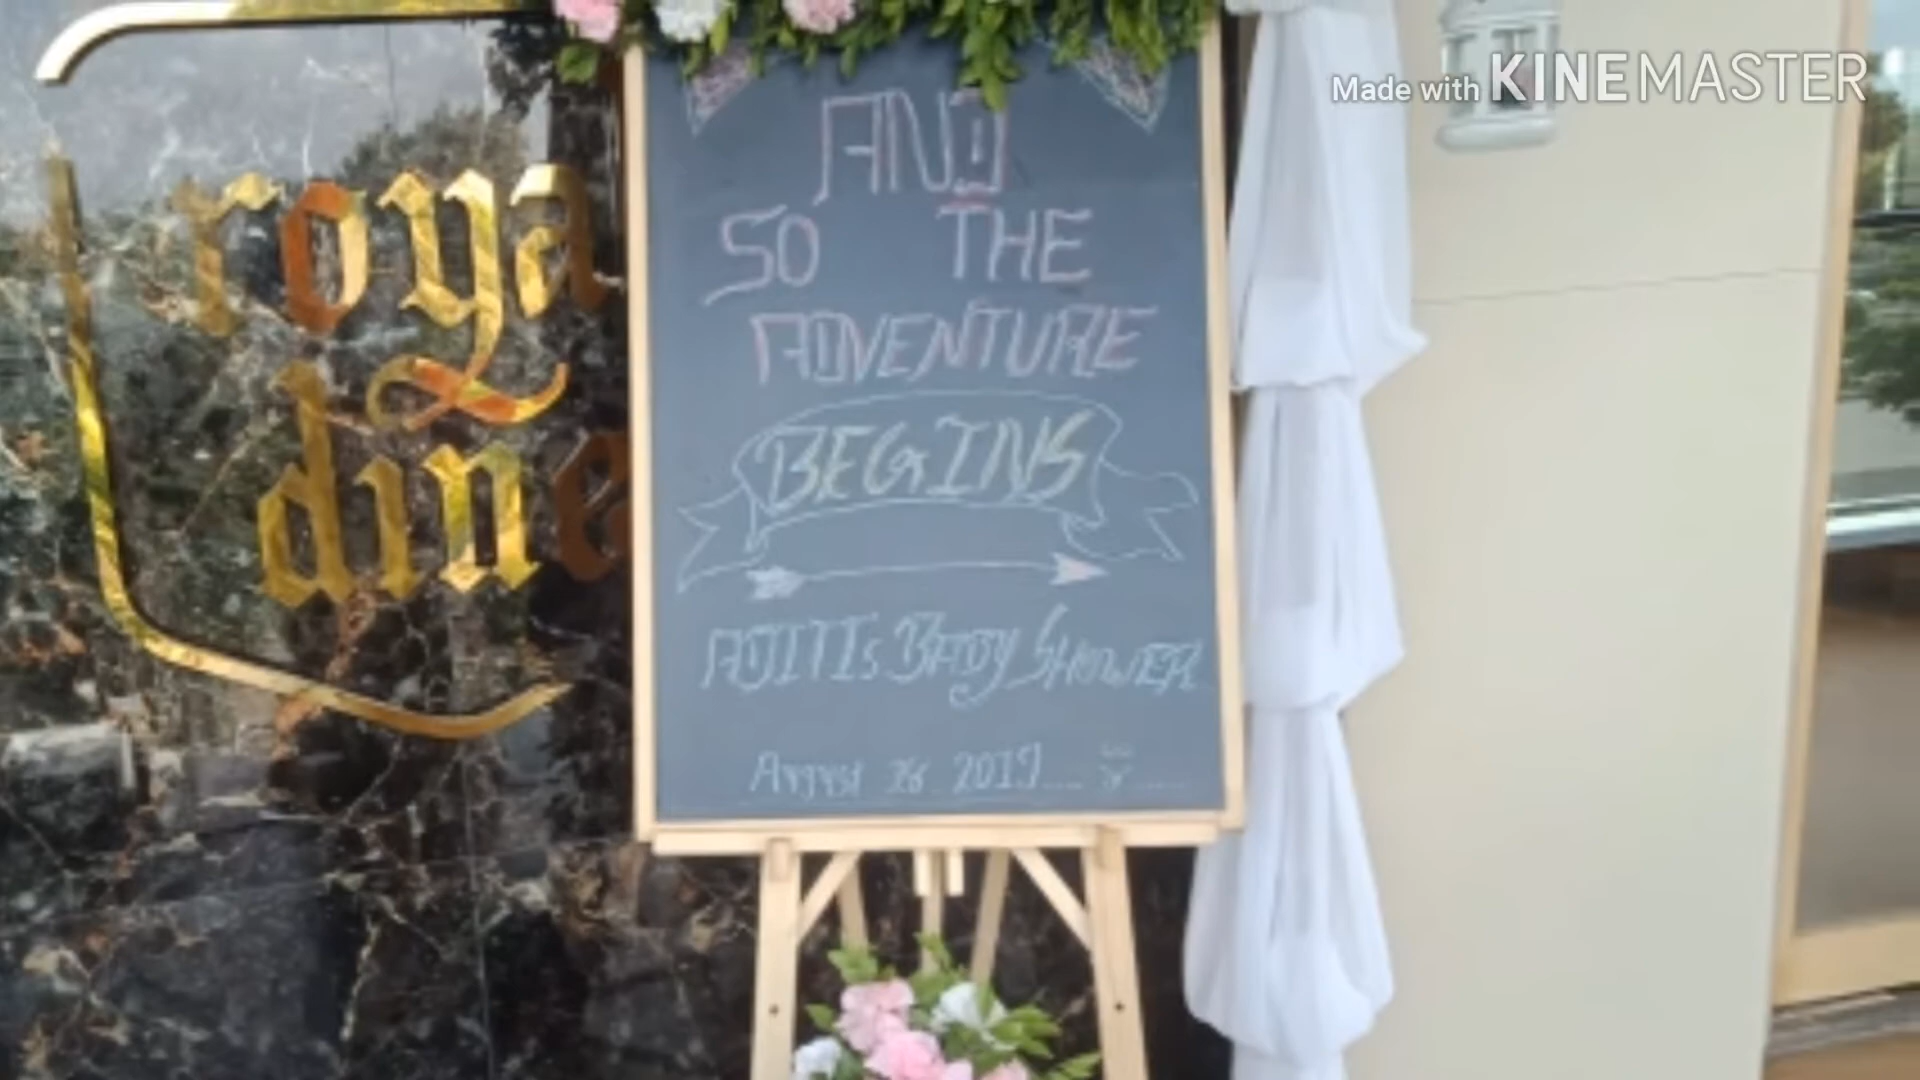 Made with KINEMASTER
roya
dine
AND
SO THE
ADVENTURE
BEGINS
ADITIs BABY SHOWER
August 26 2019